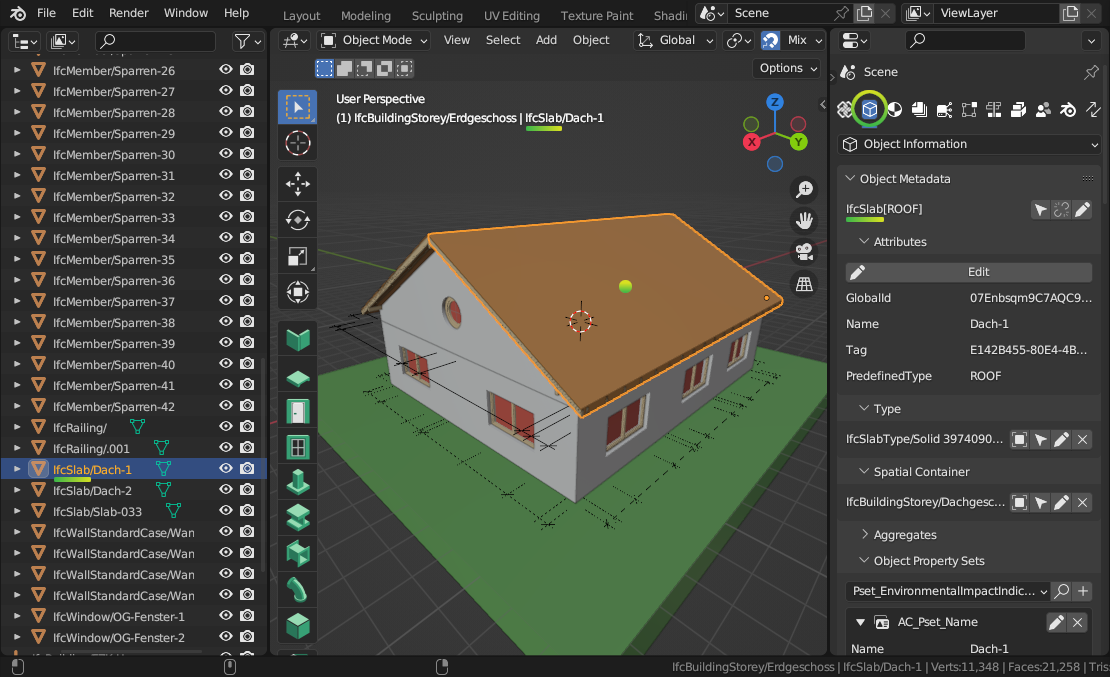 File Edit Render Window Help Layout Modeling Sculpting UV Editing Texture Paint Shadi Scene ViewLayer
Object Mode View Select Add Object Global Mix
Options
IfcMember/Sparren-26
IfcMember/Sparren-27
IfcMember/Sparren-28
IfcMember/Sparren-29
IfcMember/Sparren-30
IfcMember/Sparren-31
IfcMember/Sparren-32
IfcMember/Sparren-33
IfcMember/Sparren-34
IfcMember/Sparren-35
IfcMember/Sparren-36
IfcMember/Sparren-37
IfcMember/Sparren-38
IfcMember/Sparren-39
IfcMember/Sparren-40
IfcMember/Sparren-41
IfcMember/Sparren-42
IfcRailing/
IfcRailing/.001
IfcSlab/Dach-1
IfcSlab/Dach-2
IfcSlab/Slab-033
IfcWallStandardCase/Wan
IfcWallStandardCase/Wan
IfcWallStandardCase/Wan
IfcWallStandardCase/Wan
IfcWindow/OG-Fenster-1
IfcWindow/OG-Fenster-2
User Perspective
(1) IfcBuildingStorey/Erdgeschoss | IfcSlab/Dach-1
Z
X Y
Scene
Object Information
Object Metadata
IfcSlab[ROOF]
Attributes
Edit
GlobalId 07Enbsqm9C7AQC9...
Name Dach-1
Tag E142B455-80E4-4B...
PredefinedType ROOF
Type
IfcSlabType/Solid 3974090...
Spatial Container
IfcBuildingStorey/Dachgesc...
Aggregates
Object Property Sets
Pset_EnvironmentalImpactIndic...
AC_Pset_Name
Name Dach-1
IfcBuildingStorey/Erdgeschoss | IfcSlab/Dach-1 | Verts:11,348 | Faces:21,258 | Tris: